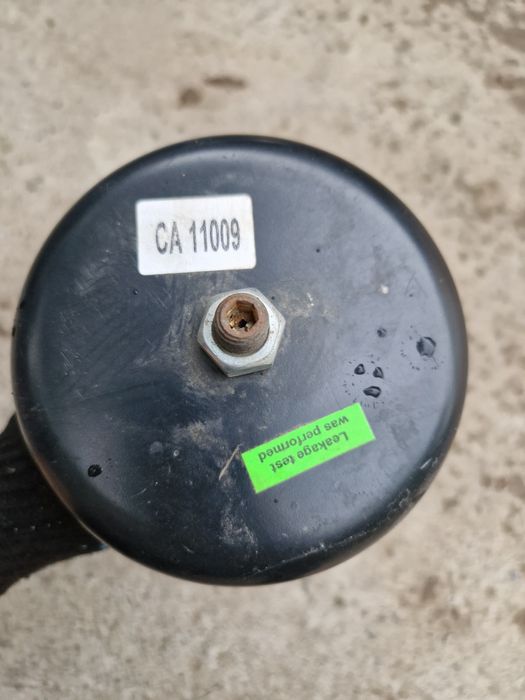 CA 11009
Leakage test
was performed